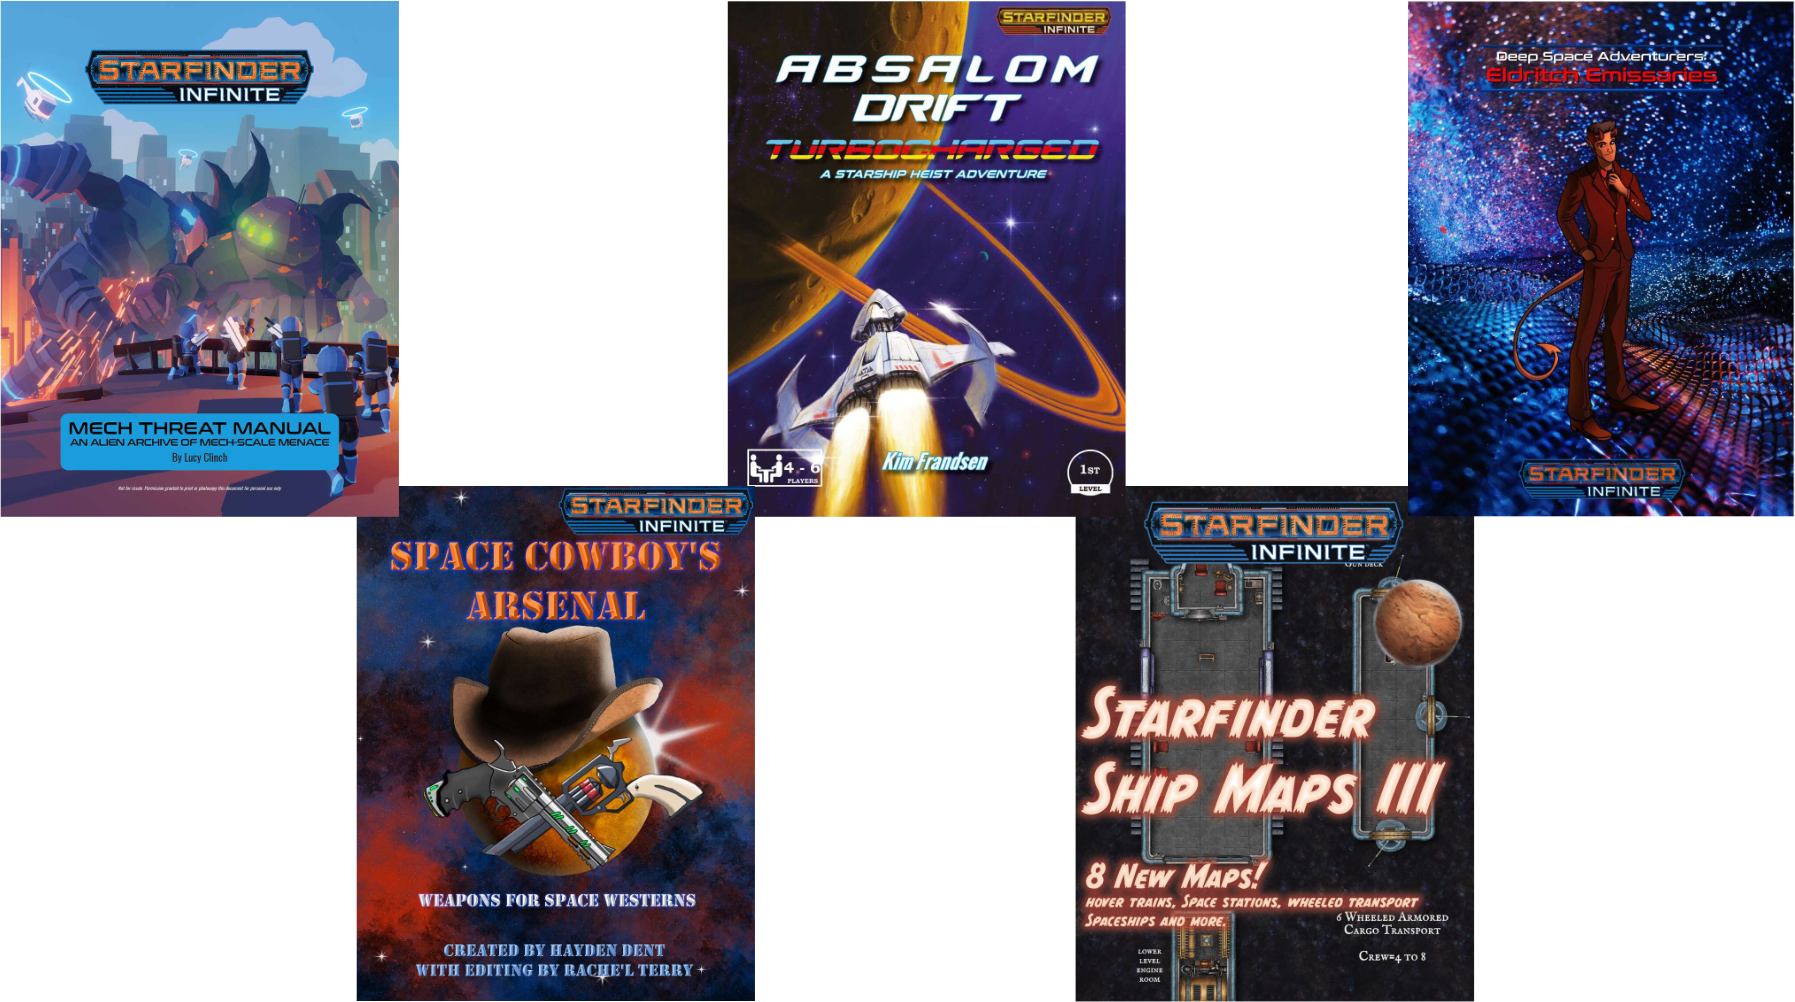 STARFINDER
INFINITE
MECH THREAT MANUAL
AN ALIEN ARCHIVE OF MECH-SCALE MENACE
By Lucy Clinch
Not for resale. Permission granted to print or photocopy this document for personal use only.
STARFINDER
INFINITE
ABSALOM
DRIFT
TURBOCHARGED
A STARSHIP HEIST ADVENTURE
4 - 6
PLAYERS
Kim Frandsen
1ST
LEVEL
Deep Space Adventurers:
Eldritch Emissaries
STARFINDER
INFINITE
STARFINDER
INFINITE
SPACE COWBOY'S
ARSENAL
WEAPONS FOR SPACE WESTERNS
CREATED BY HAYDEN DENT
WITH EDITING BY RACHE'L TERRY
STARFINDER
INFINITE
GUN DECK
STARFINDER
SHIP MAPS III
8 NEW MAPS!
HOVER TRAINS, SPACE STATIONS, WHEELED TRANSPORT
SPACESHIPS AND MORE.
6 WHEELED ARMORED
CARGO TRANSPORT
CREW=4 TO 8
LOWER
LEVEL
ENGINE
ROOM